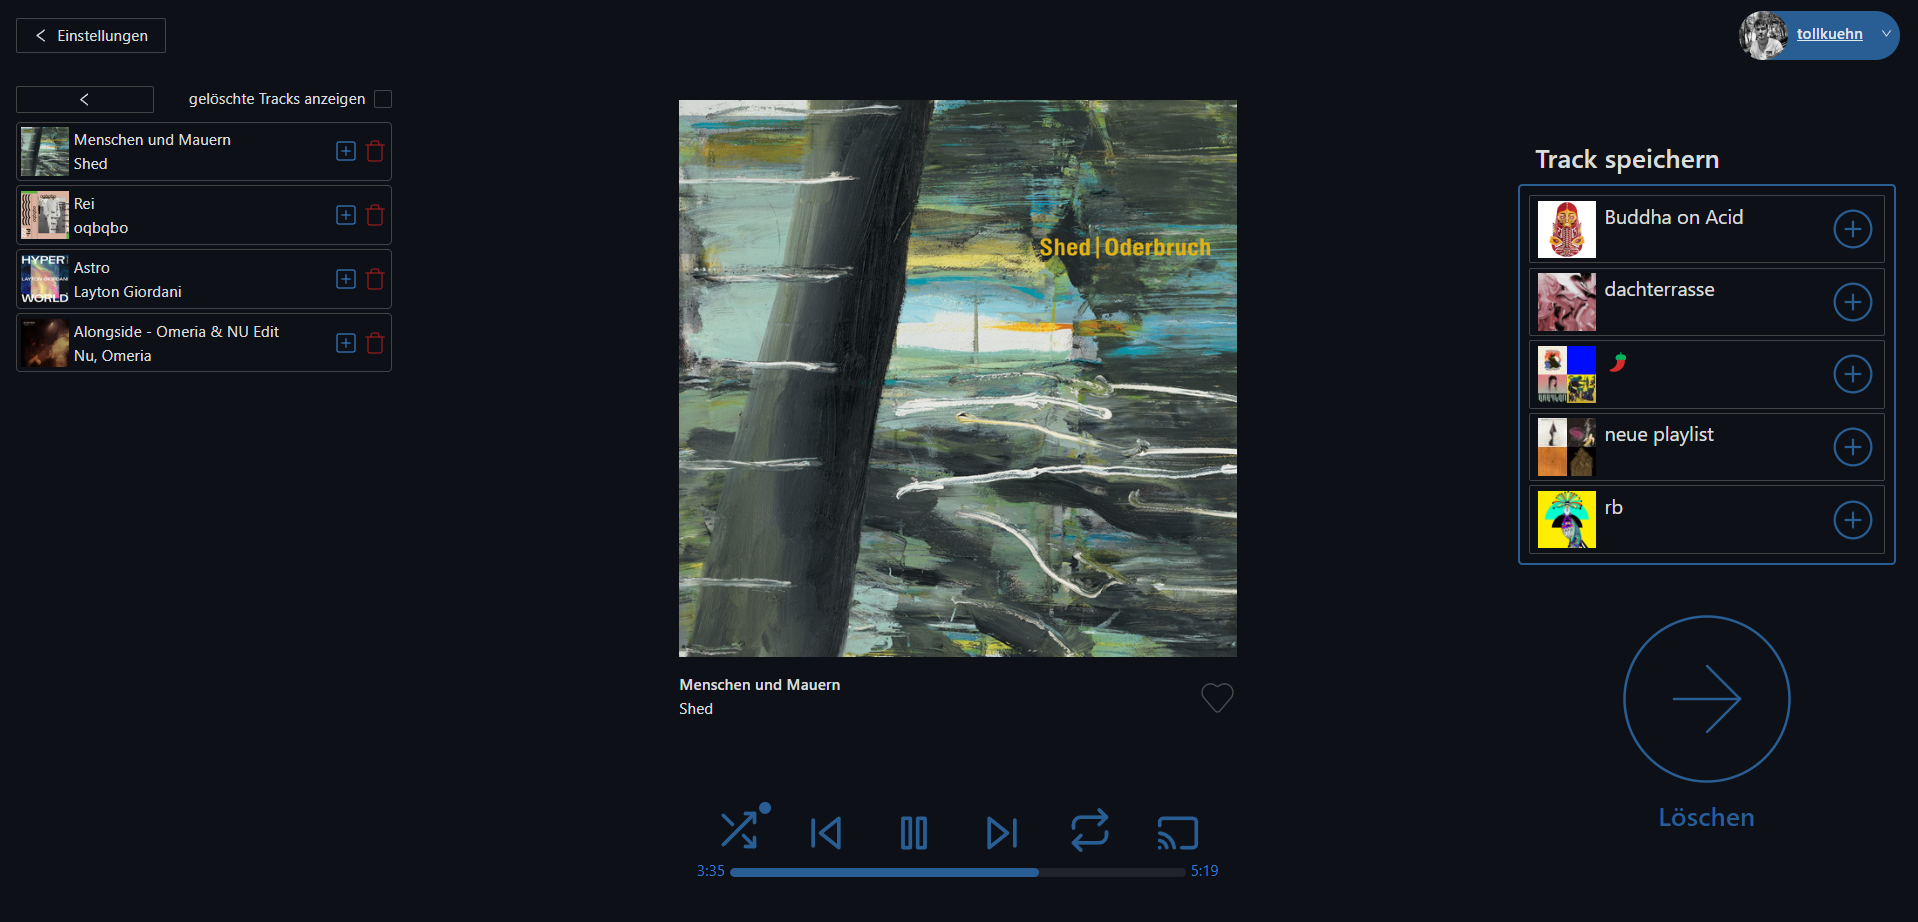 Einstellungen
tollkuehn
gelöschte Tracks anzeigen
Menschen und Mauern
Shed
Rei
oqbqbo
HYPER
LAYTON GIORDANI
WORLD
Astro
Layton Giordani
Alongside - Omeria & NU Edit
Nu, Omeria
Shed | Oderbruch
Menschen und Mauern
Shed
3:35
5:19
Track speichern
Buddha on Acid
dachterrasse
neue playlist
rb
Löschen